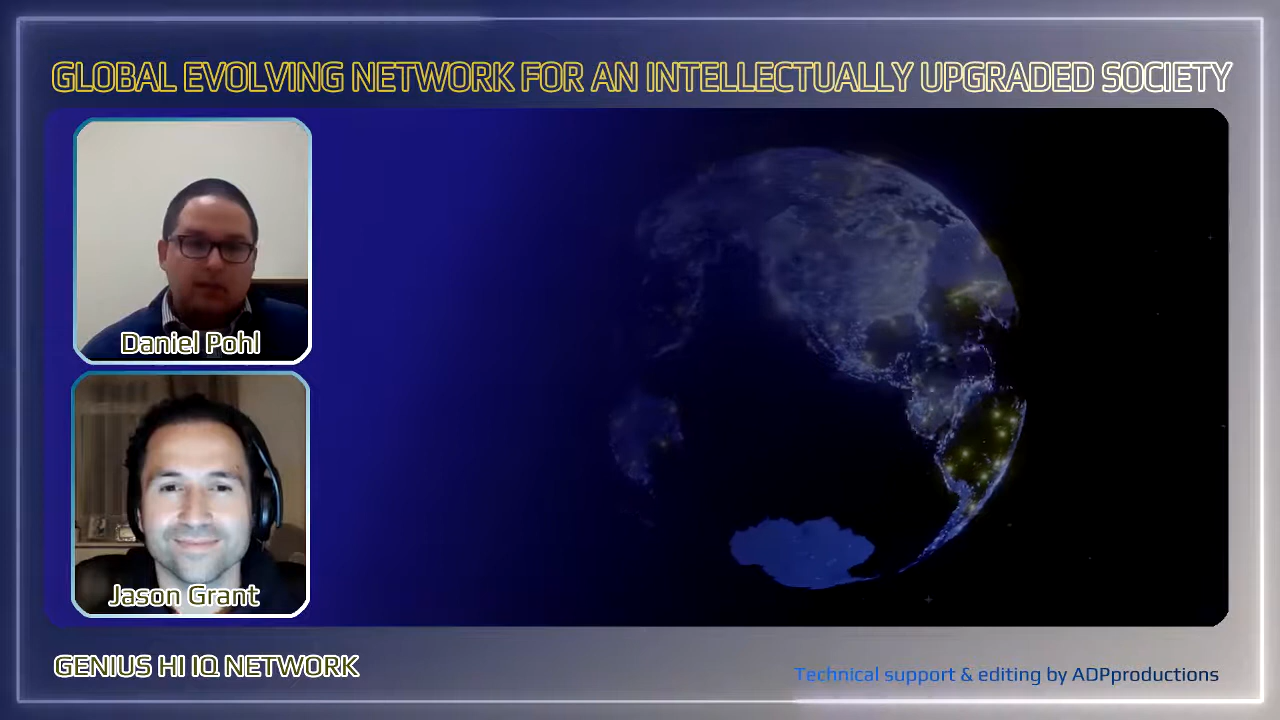 GLOBAL EVOLVING NETWORK FOR AN INTELLECTUALLY UPGRADED SOCIETY
Daniel Pohl
Jason Grant
GENIUS HI IQ NETWORK
Technical support & editing by ADPproductions